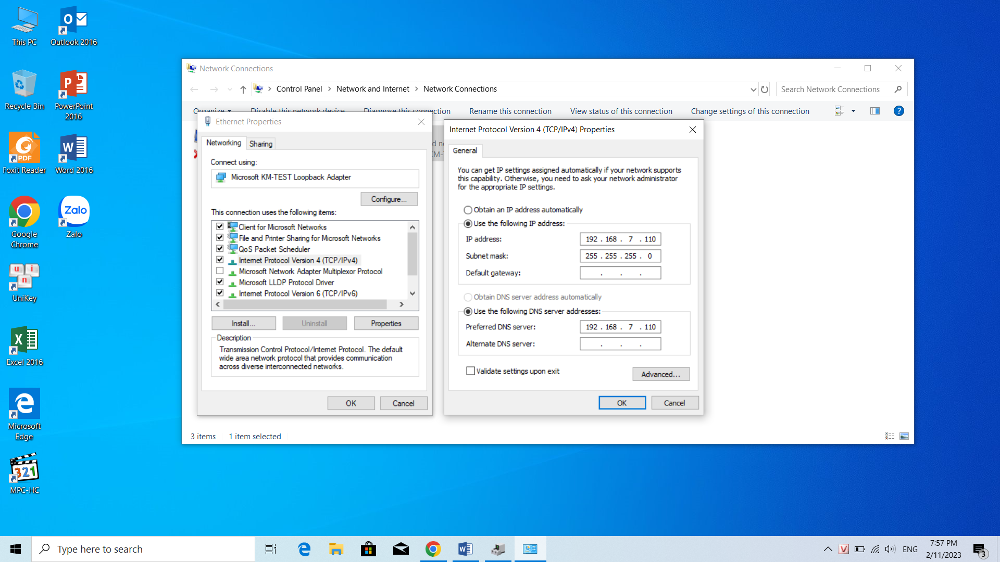 This PC
Outlook 2016
Recycle Bin
PowerPoint
2016
Foxit Reader
Word 2016
Google
Chrome
Zalo
UniKey
Excel 2016
Microsoft
Edge
MPC-HC
Network Connections
Control Panel > Network and Internet > Network Connections
Search Network Connections
Organize Disable this network device Diagnose this connection Rename this connection View status of this connection Change settings of this connection
Ethernet Properties
Networking Sharing
Connect using:
Microsoft KM-TEST Loopback Adapter
Configure...
This connection uses the following items:
Client for Microsoft Networks
File and Printer Sharing for Microsoft Networks
QoS Packet Scheduler
Internet Protocol Version 4 (TCP/IPv4)
Microsoft Network Adapter Multiplexor Protocol
Microsoft LLDP Protocol Driver
Internet Protocol Version 6 (TCP/IPv6)
Install... Uninstall Properties
Description
Transmission Control Protocol/Internet Protocol. The default
wide area network protocol that provides communication
across diverse interconnected networks.
OK Cancel
Internet Protocol Version 4 (TCP/IPv4) Properties
General
You can get IP settings assigned automatically if your network supports
this capability. Otherwise, you need to ask your network administrator
for the appropriate IP settings.
Obtain an IP address automatically
Use the following IP address:
IP address: 192 . 168 . 7 . 110
Subnet mask: 255 . 255 . 255 . 0
Default gateway: . . .
Obtain DNS server address automatically
Use the following DNS server addresses:
Preferred DNS server: 192 . 168 . 7 . 110
Alternate DNS server: . . .
Validate settings upon exit
Advanced...
OK Cancel
3 items 1 item selected
Type here to search
ENG
7:57 PM
2/11/2023
3